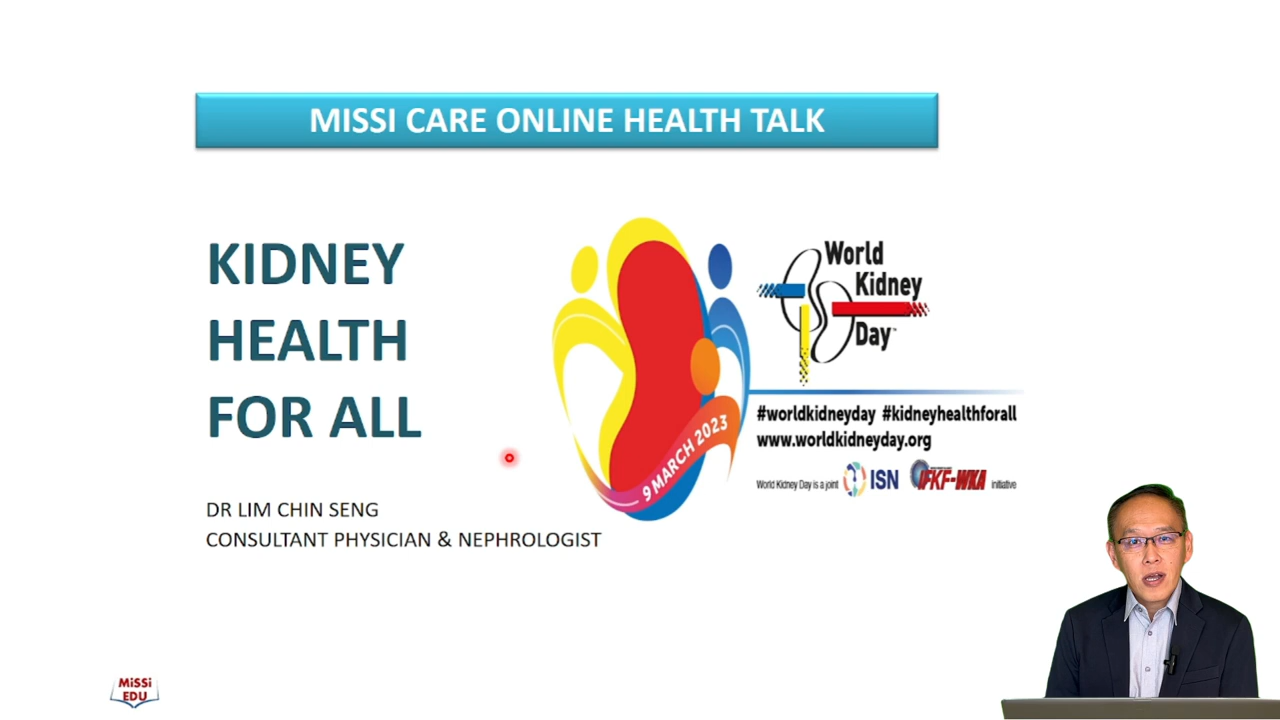 MISSI CARE ONLINE HEALTH TALK
KIDNEY
HEALTH
FOR ALL
DR LIM CHIN SENG
CONSULTANT PHYSICIAN & NEPHROLOGIST
9 MARCH 2023
World
Kidney
Day™
#worldkidneyday #kidneyhealthforall
www.worldkidneyday.org
World Kidney Day is a joint ISN IFKF-WKA initiative
MiSSi
EDU